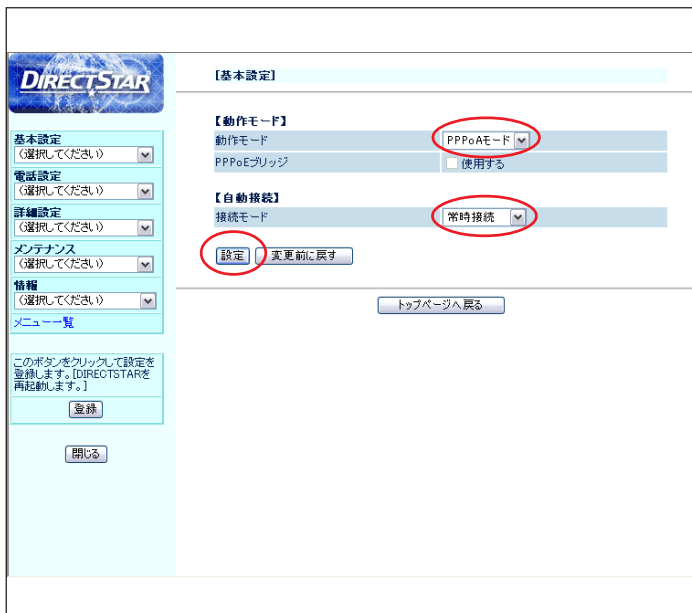 DIRECTSTAR
基本設定
(選択してください)
電話設定
(選択してください)
詳細設定
(選択してください)
メンテナンス
(選択してください)
情報
(選択してください)
メニュー一覧
このボタンをクリックして設定を
登録します。[DIRECTSTARを
再起動します。]
登録
閉じる
[基本設定]
【動作モード】
動作モード PPPoAモード
PPPoEブリッジ 使用する
【自動接続】
接続モード 常時接続
設定 変更前に戻す
トップページへ戻る